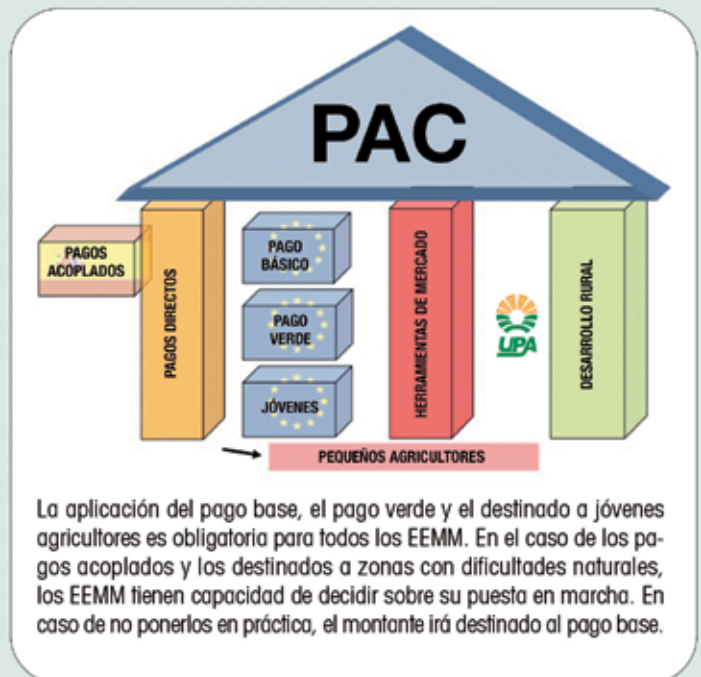 PAC
PAGOS
ACOPLADOS
PAGOS DIRECTOS
PAGO
BÁSICO
PAGO
VERDE
JÓVENES
HERRAMIENTAS DE MERCADO
UPA
DESARROLLO RURAL
PEQUEÑOS AGRICULTORES
La aplicación del pago base, el pago verde y el destinado a jóvenes
agricultores es obligatoria para todos los EEMM. En el caso de los pa-
gos acoplados y los destinados a zonas con dificultades naturales,
los EEMM tienen capacidad de decidir sobre su puesta en marcha. En
caso de no ponerlos en práctica, el montante irá destinado al pago base.